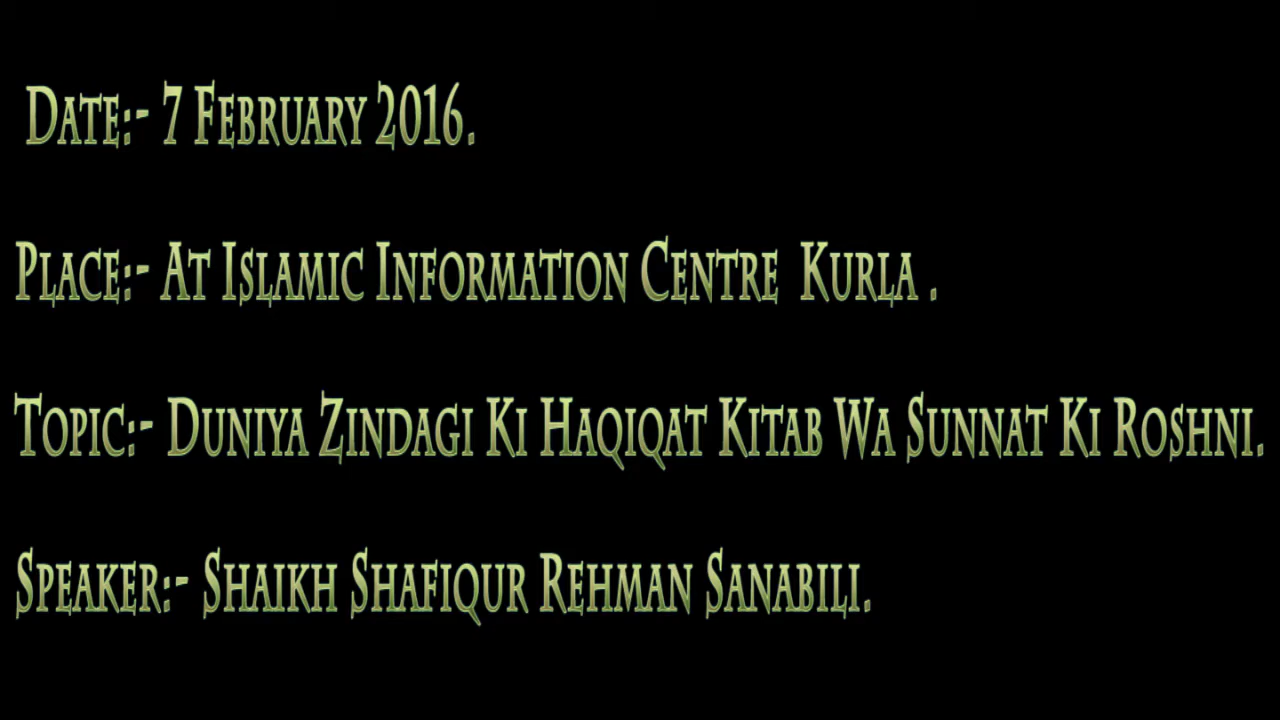 Date:- 7 February 2016.
Place:- At Islamic Information Centre Kurla .
Topic:- Duniya Zindagi Ki Haqiqat Kitab Wa Sunnat Ki Roshni.
Speaker:- Shaikh Shafiqur Rehman Sanabili.